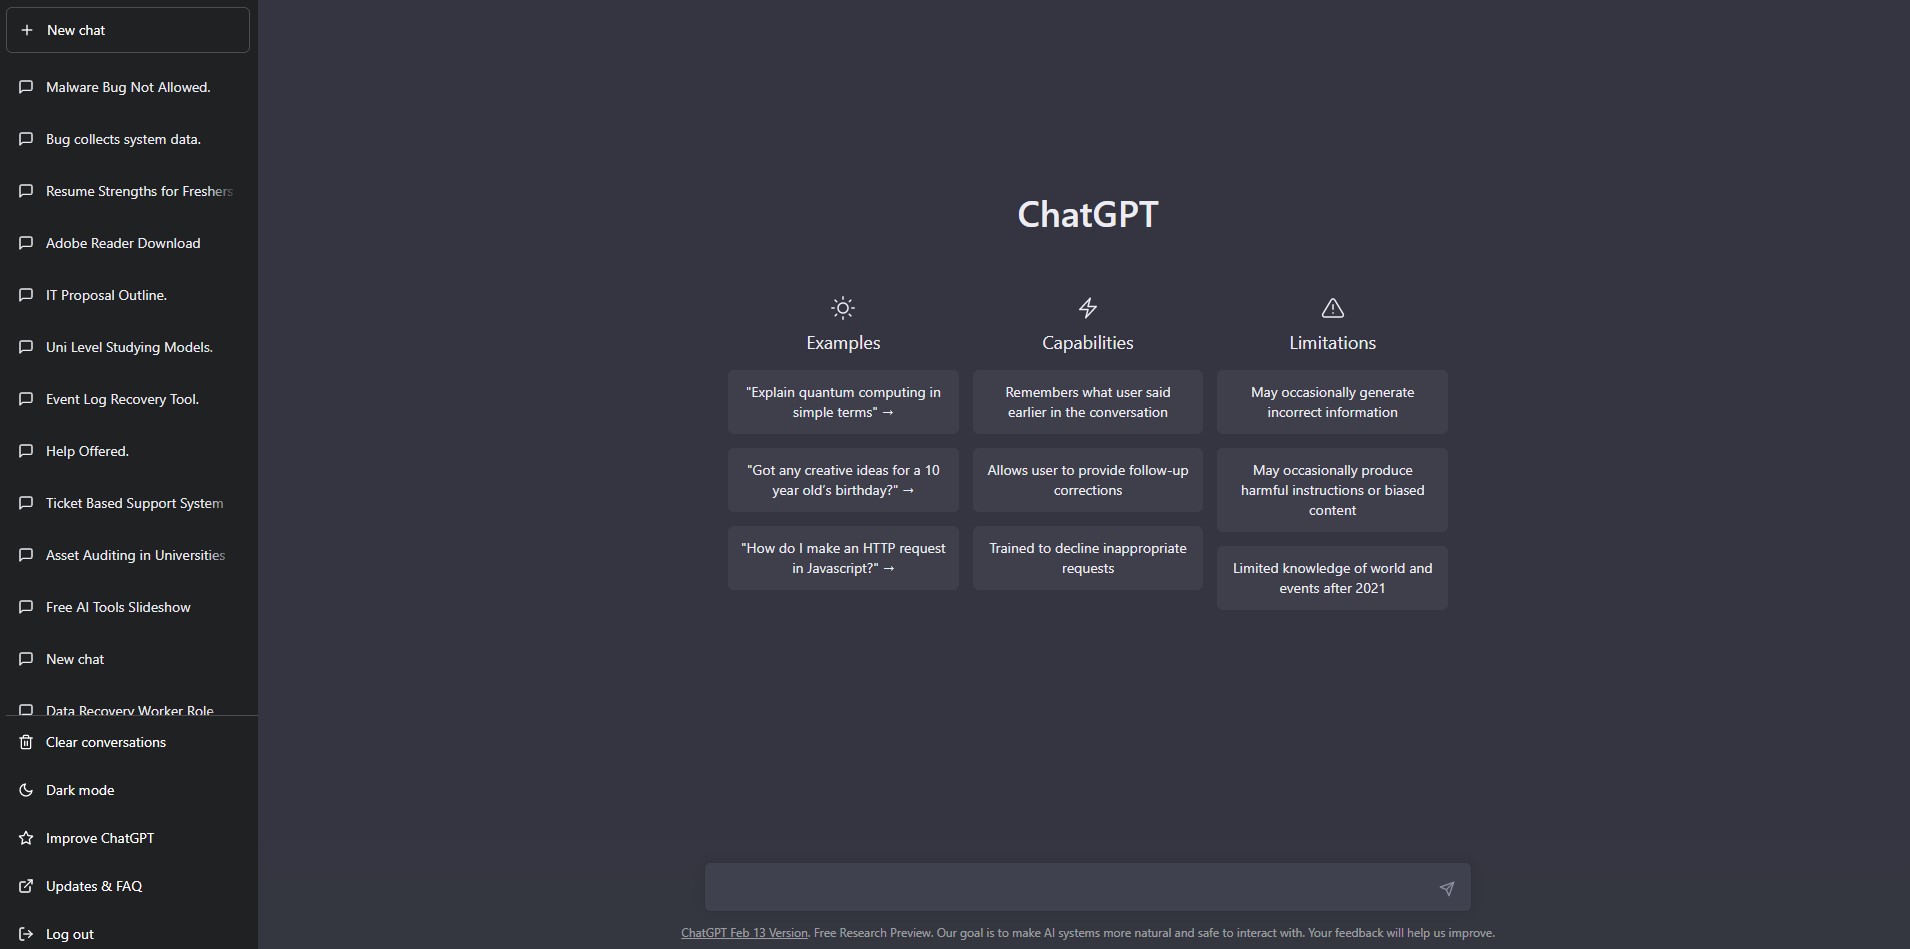 New chat
Malware Bug Not Allowed.
Bug collects system data.
Resume Strengths for Freshers
Adobe Reader Download
IT Proposal Outline.
Uni Level Studying Models.
Event Log Recovery Tool.
Help Offered.
Ticket Based Support System
Asset Auditing in Universities
Free AI Tools Slideshow
New chat
Data Recovery Worker Role
Clear conversations
Dark mode
Improve ChatGPT
Updates & FAQ
Log out
ChatGPT
Examples
"Explain quantum computing in
simple terms" →
"Got any creative ideas for a 10
year old’s birthday?" →
"How do I make an HTTP request
in Javascript?" →
Capabilities
Remembers what user said
earlier in the conversation
Allows user to provide follow-up
corrections
Trained to decline inappropriate
requests
Limitations
May occasionally generate
incorrect information
May occasionally produce
harmful instructions or biased
content
Limited knowledge of world and
events after 2021
ChatGPT Feb 13 Version. Free Research Preview. Our goal is to make AI systems more natural and safe to interact with. Your feedback will help us improve.